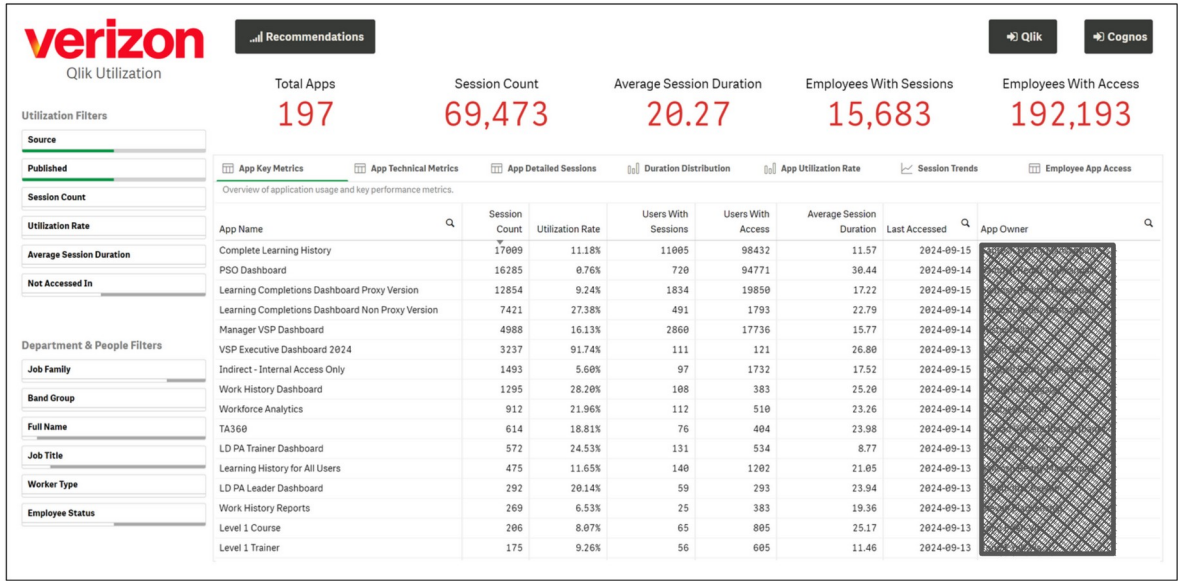 verizon
Qlik Utilization
Recommendations
Qlik
Cognos
Total Apps
197
Session Count
69,473
Average Session Duration
20.27
Employees With Sessions
15,683
Employees With Access
192,193
Utilization Filters
Source
Published
Session Count
Utilization Rate
Average Session Duration
Not Accessed In
Department & People Filters
Job Family
Band Group
Full Name
Job Title
Worker Type
Employee Status
App Key Metrics App Technical Metrics App Detailed Sessions Duration Distribution App Utilization Rate Session Trends Employee App Access
Overview of application usage and key performance metrics.
App Name Session Count Utilization Rate Users With Sessions Users With Access Average Session Duration Last Accessed App Owner
Complete Learning History 17009 11.18% 11005 98432 11.57 2024-09-15
PSO Dashboard 16285 0.76% 720 94771 30.44 2024-09-14
Learning Completions Dashboard Proxy Version 12854 9.24% 1834 19850 17.22 2024-09-15
Learning Completions Dashboard Non Proxy Version 7421 27.38% 491 1793 22.79 2024-09-14
Manager VSP Dashboard 4988 16.13% 2860 17736 15.77 2024-09-14
VSP Executive Dashboard 2024 3237 91.74% 111 121 26.80 2024-09-13
Indirect - Internal Access Only 1493 5.60% 97 1732 17.52 2024-09-15
Work History Dashboard 1295 28.20% 108 383 25.20 2024-09-14
Workforce Analytics 912 21.96% 112 510 23.26 2024-09-14
TA360 614 18.81% 76 404 23.98 2024-09-14
LD PA Trainer Dashboard 572 24.53% 131 534 8.77 2024-09-13
Learning History for All Users 475 11.65% 140 1202 21.05 2024-09-13
LD PA Leader Dashboard 292 20.14% 59 293 23.94 2024-09-13
Work History Reports 269 6.53% 25 383 19.36 2024-09-13
Level 1 Course 206 8.07% 65 805 25.17 2024-09-13
Level 1 Trainer 175 9.26% 56 605 11.46 2024-09-13